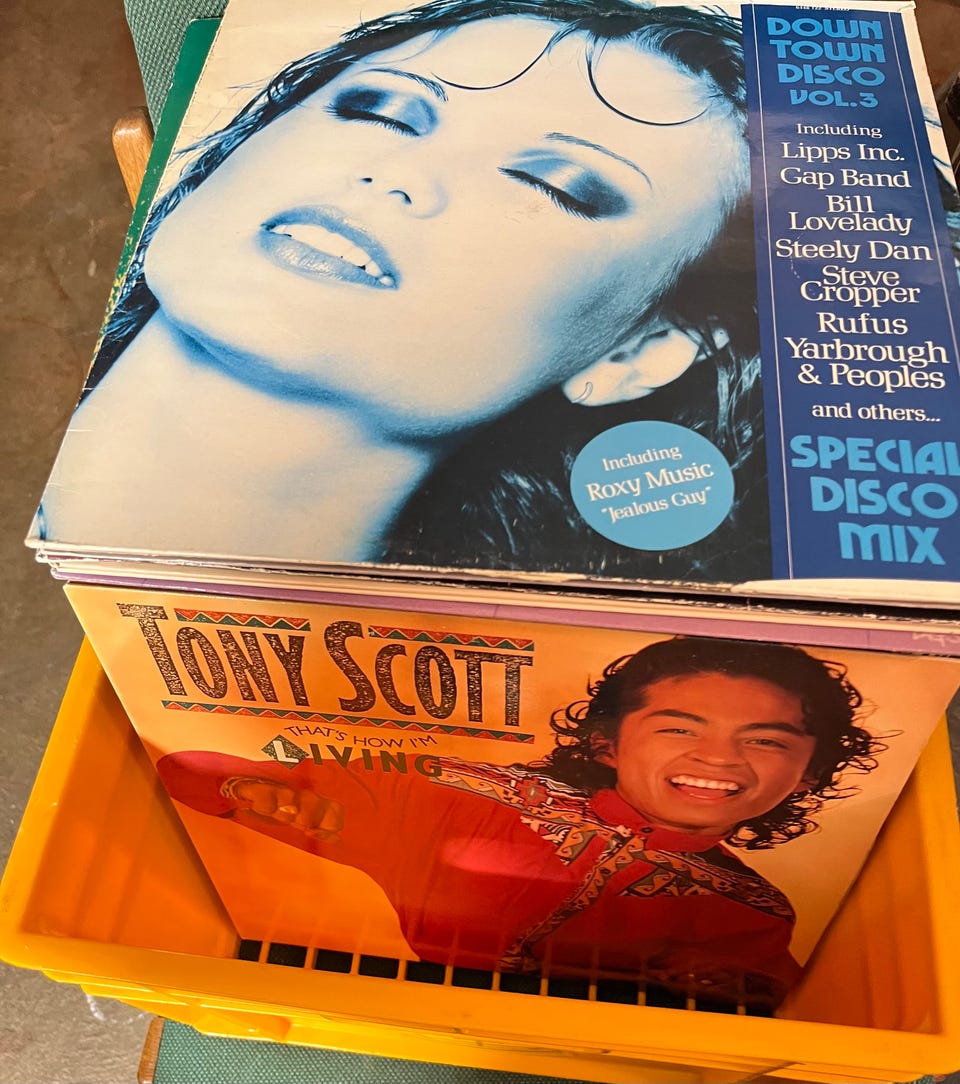 DOWN
TOWN
DISCO
VOL.3
Including
Lipps Inc.
Gap Band
Bill
Lovelady
Steely Dan
Steve
Cropper
Rufus
Yarbrough
& Peoples
and others...
SPECIAL
DISCO
MIX
Including
Roxy Music
"Jealous Guy"
TONY SCOTT
THAT'S HOW I'M
LIVING